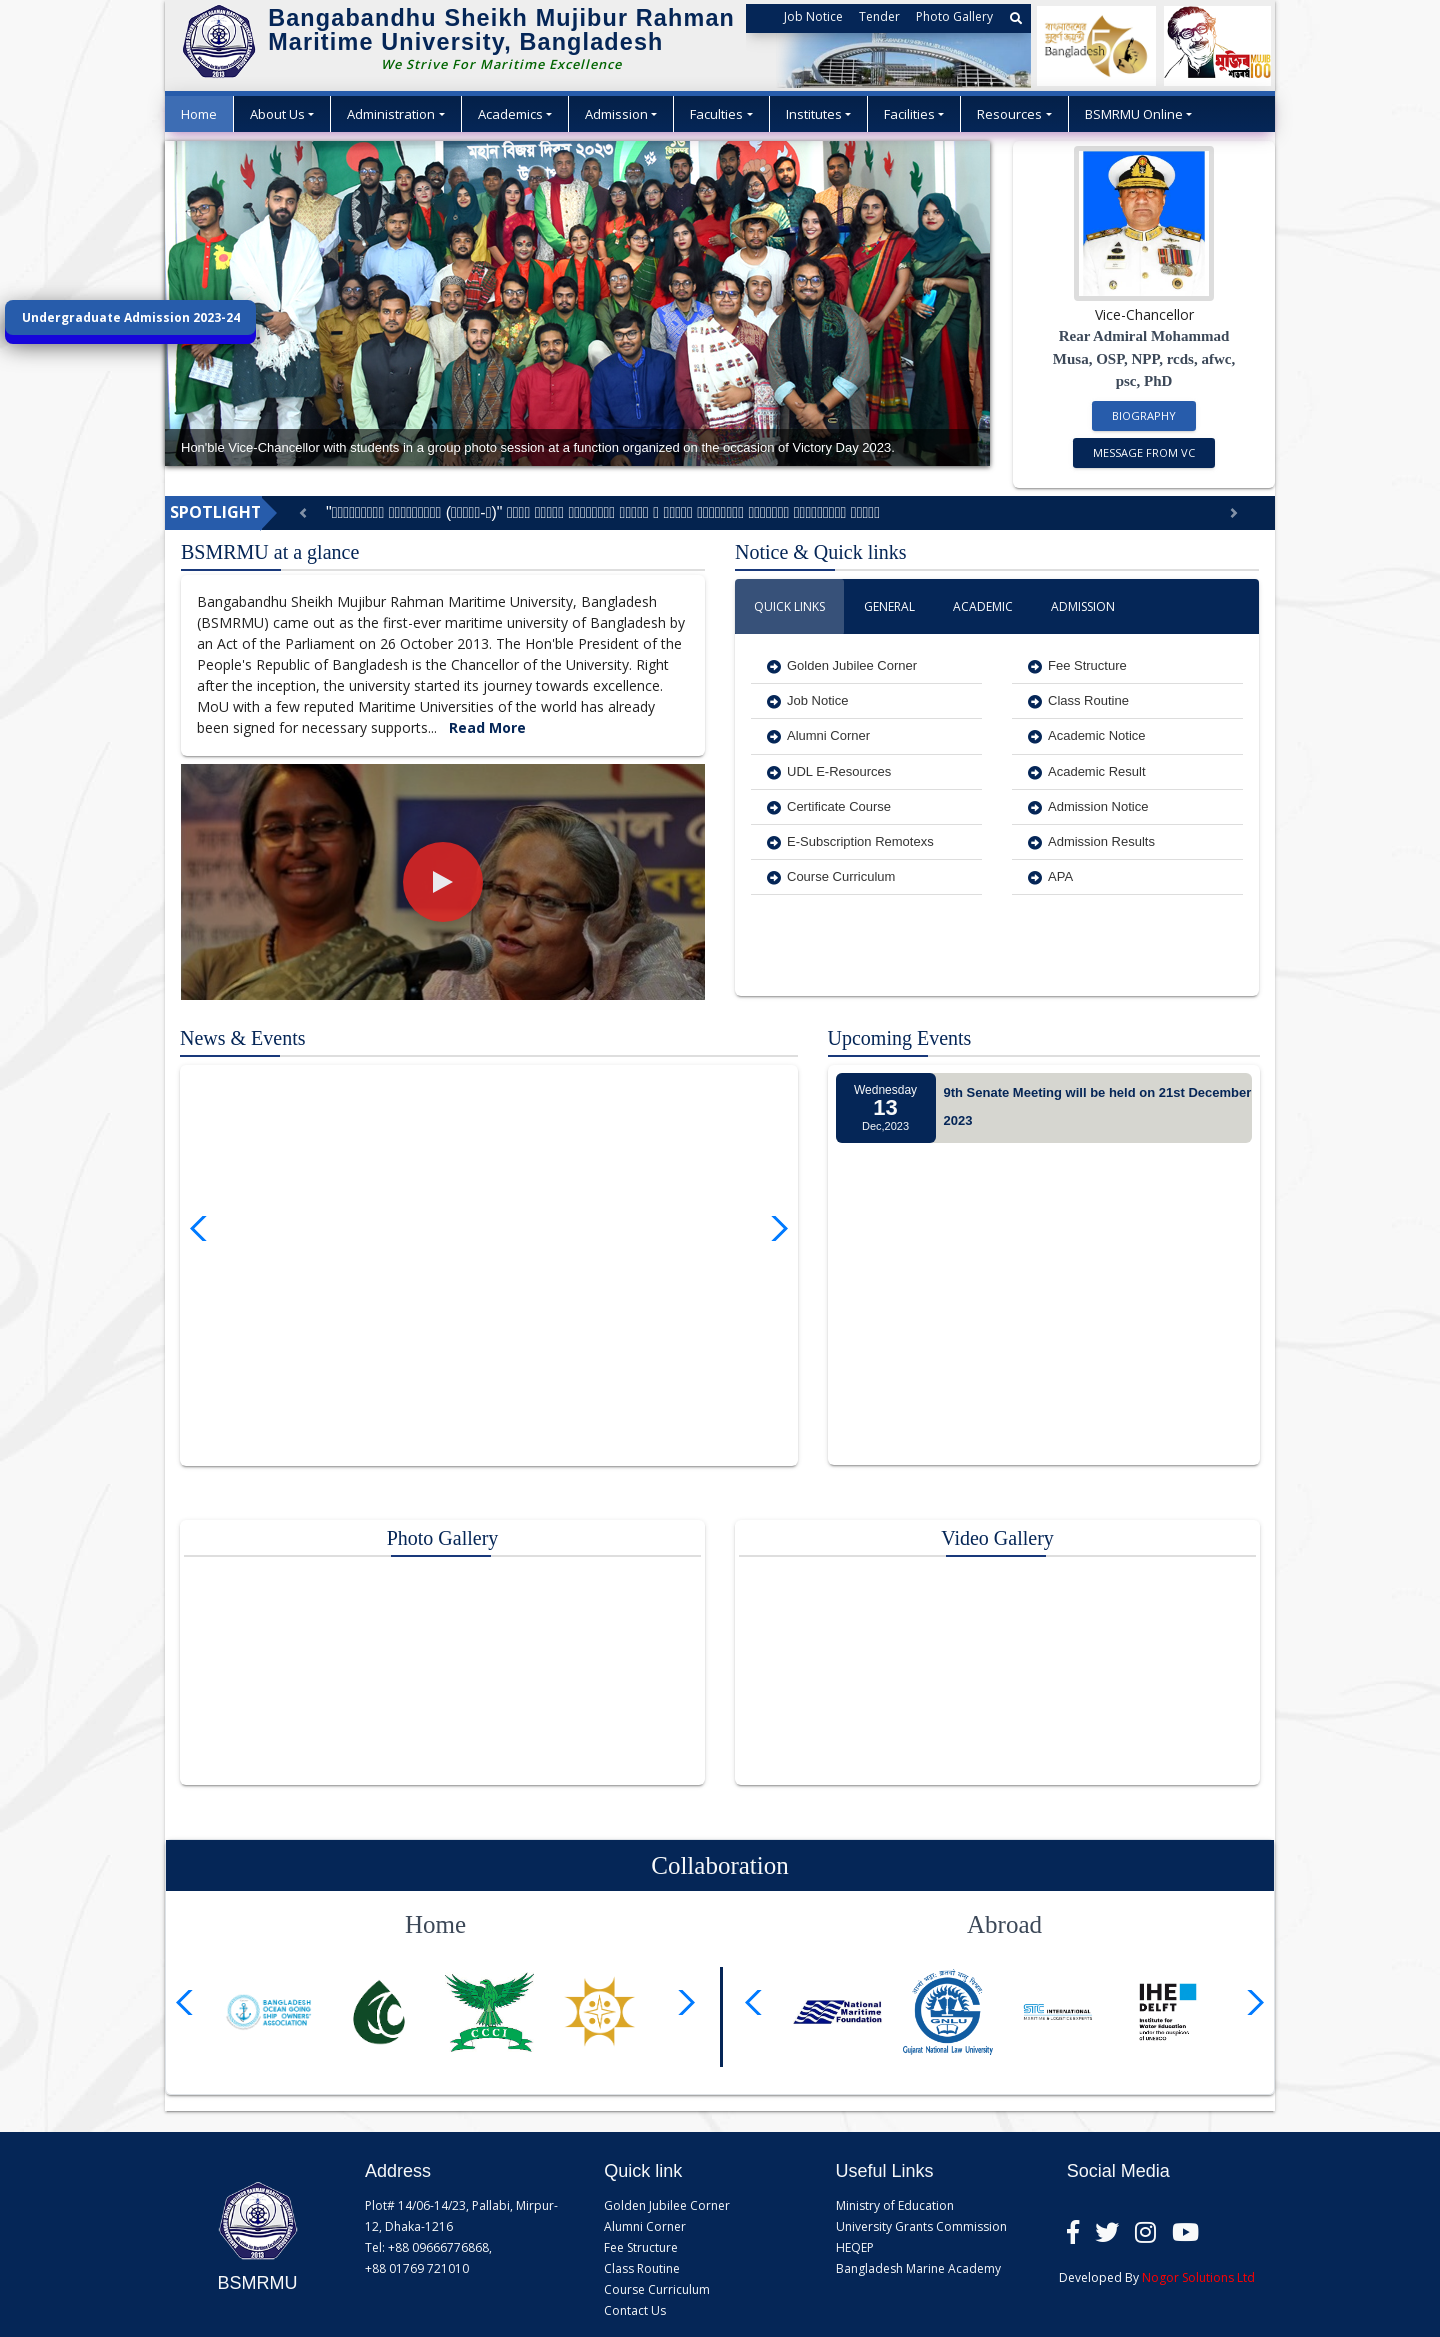 Bangabandhu Sheikh Mujibur Rahman
Maritime University, Bangladesh
We Strive For Maritime Excellence
Job Notice Tender Photo Gallery
Bangladesh 50
MUJIB 100
Home About Us Administration Academics Admission Faculties Institutes Facilities Resources BSMRMU Online
মহান বিজয় দিবস ২০২৩
Undergraduate Admission 2023-24
Hon'ble Vice-Chancellor with students in a group photo session at a function organized on the occasion of Victory Day 2023.
Vice-Chancellor
Rear Admiral Mohammad
Musa, OSP, NPP, rcds, afwc,
psc, PhD
BIOGRAPHY
MESSAGE FROM VC
SPOTLIGHT
BSMRMU at a glance
Bangabandhu Sheikh Mujibur Rahman Maritime University, Bangladesh
(BSMRMU) came out as the first-ever maritime university of Bangladesh by
an Act of the Parliament on 26 October 2013. The Hon'ble President of the
People's Republic of Bangladesh is the Chancellor of the University. Right
after the inception, the university started its journey towards excellence.
MoU with a few reputed Maritime Universities of the world has already
been signed for necessary supports... Read More
Notice & Quick links
QUICK LINKS GENERAL ACADEMIC ADMISSION
Golden Jubilee Corner
Job Notice
Alumni Corner
UDL E-Resources
Certificate Course
E-Subscription Remotexs
Course Curriculum
Fee Structure
Class Routine
Academic Notice
Academic Result
Admission Notice
Admission Results
APA
News & Events
Upcoming Events
Wednesday
13
Dec,2023
9th Senate Meeting will be held on 21st December
2023
Photo Gallery
Video Gallery
Collaboration
Home
Abroad
BANGLADESH
OCEAN GOING
SHIP OWNERS'
ASSOCIATION
CCCI
National
Maritime
Foundation
GNLU
Gujarat National Law University
STC INTERNATIONAL
MARITIME & LOGISTICS EXPERTS
IHE
DELFT
Institute for
Water Education
under the auspices
of UNESCO
BSMRMU
Address
Plot# 14/06-14/23, Pallabi, Mirpur-
12, Dhaka-1216
Tel: +88 09666776868,
+88 01769 721010
Quick link
Golden Jubilee Corner
Alumni Corner
Fee Structure
Class Routine
Course Curriculum
Contact Us
Useful Links
Ministry of Education
University Grants Commission
HEQEP
Bangladesh Marine Academy
Social Media
Developed By Nogor Solutions Ltd